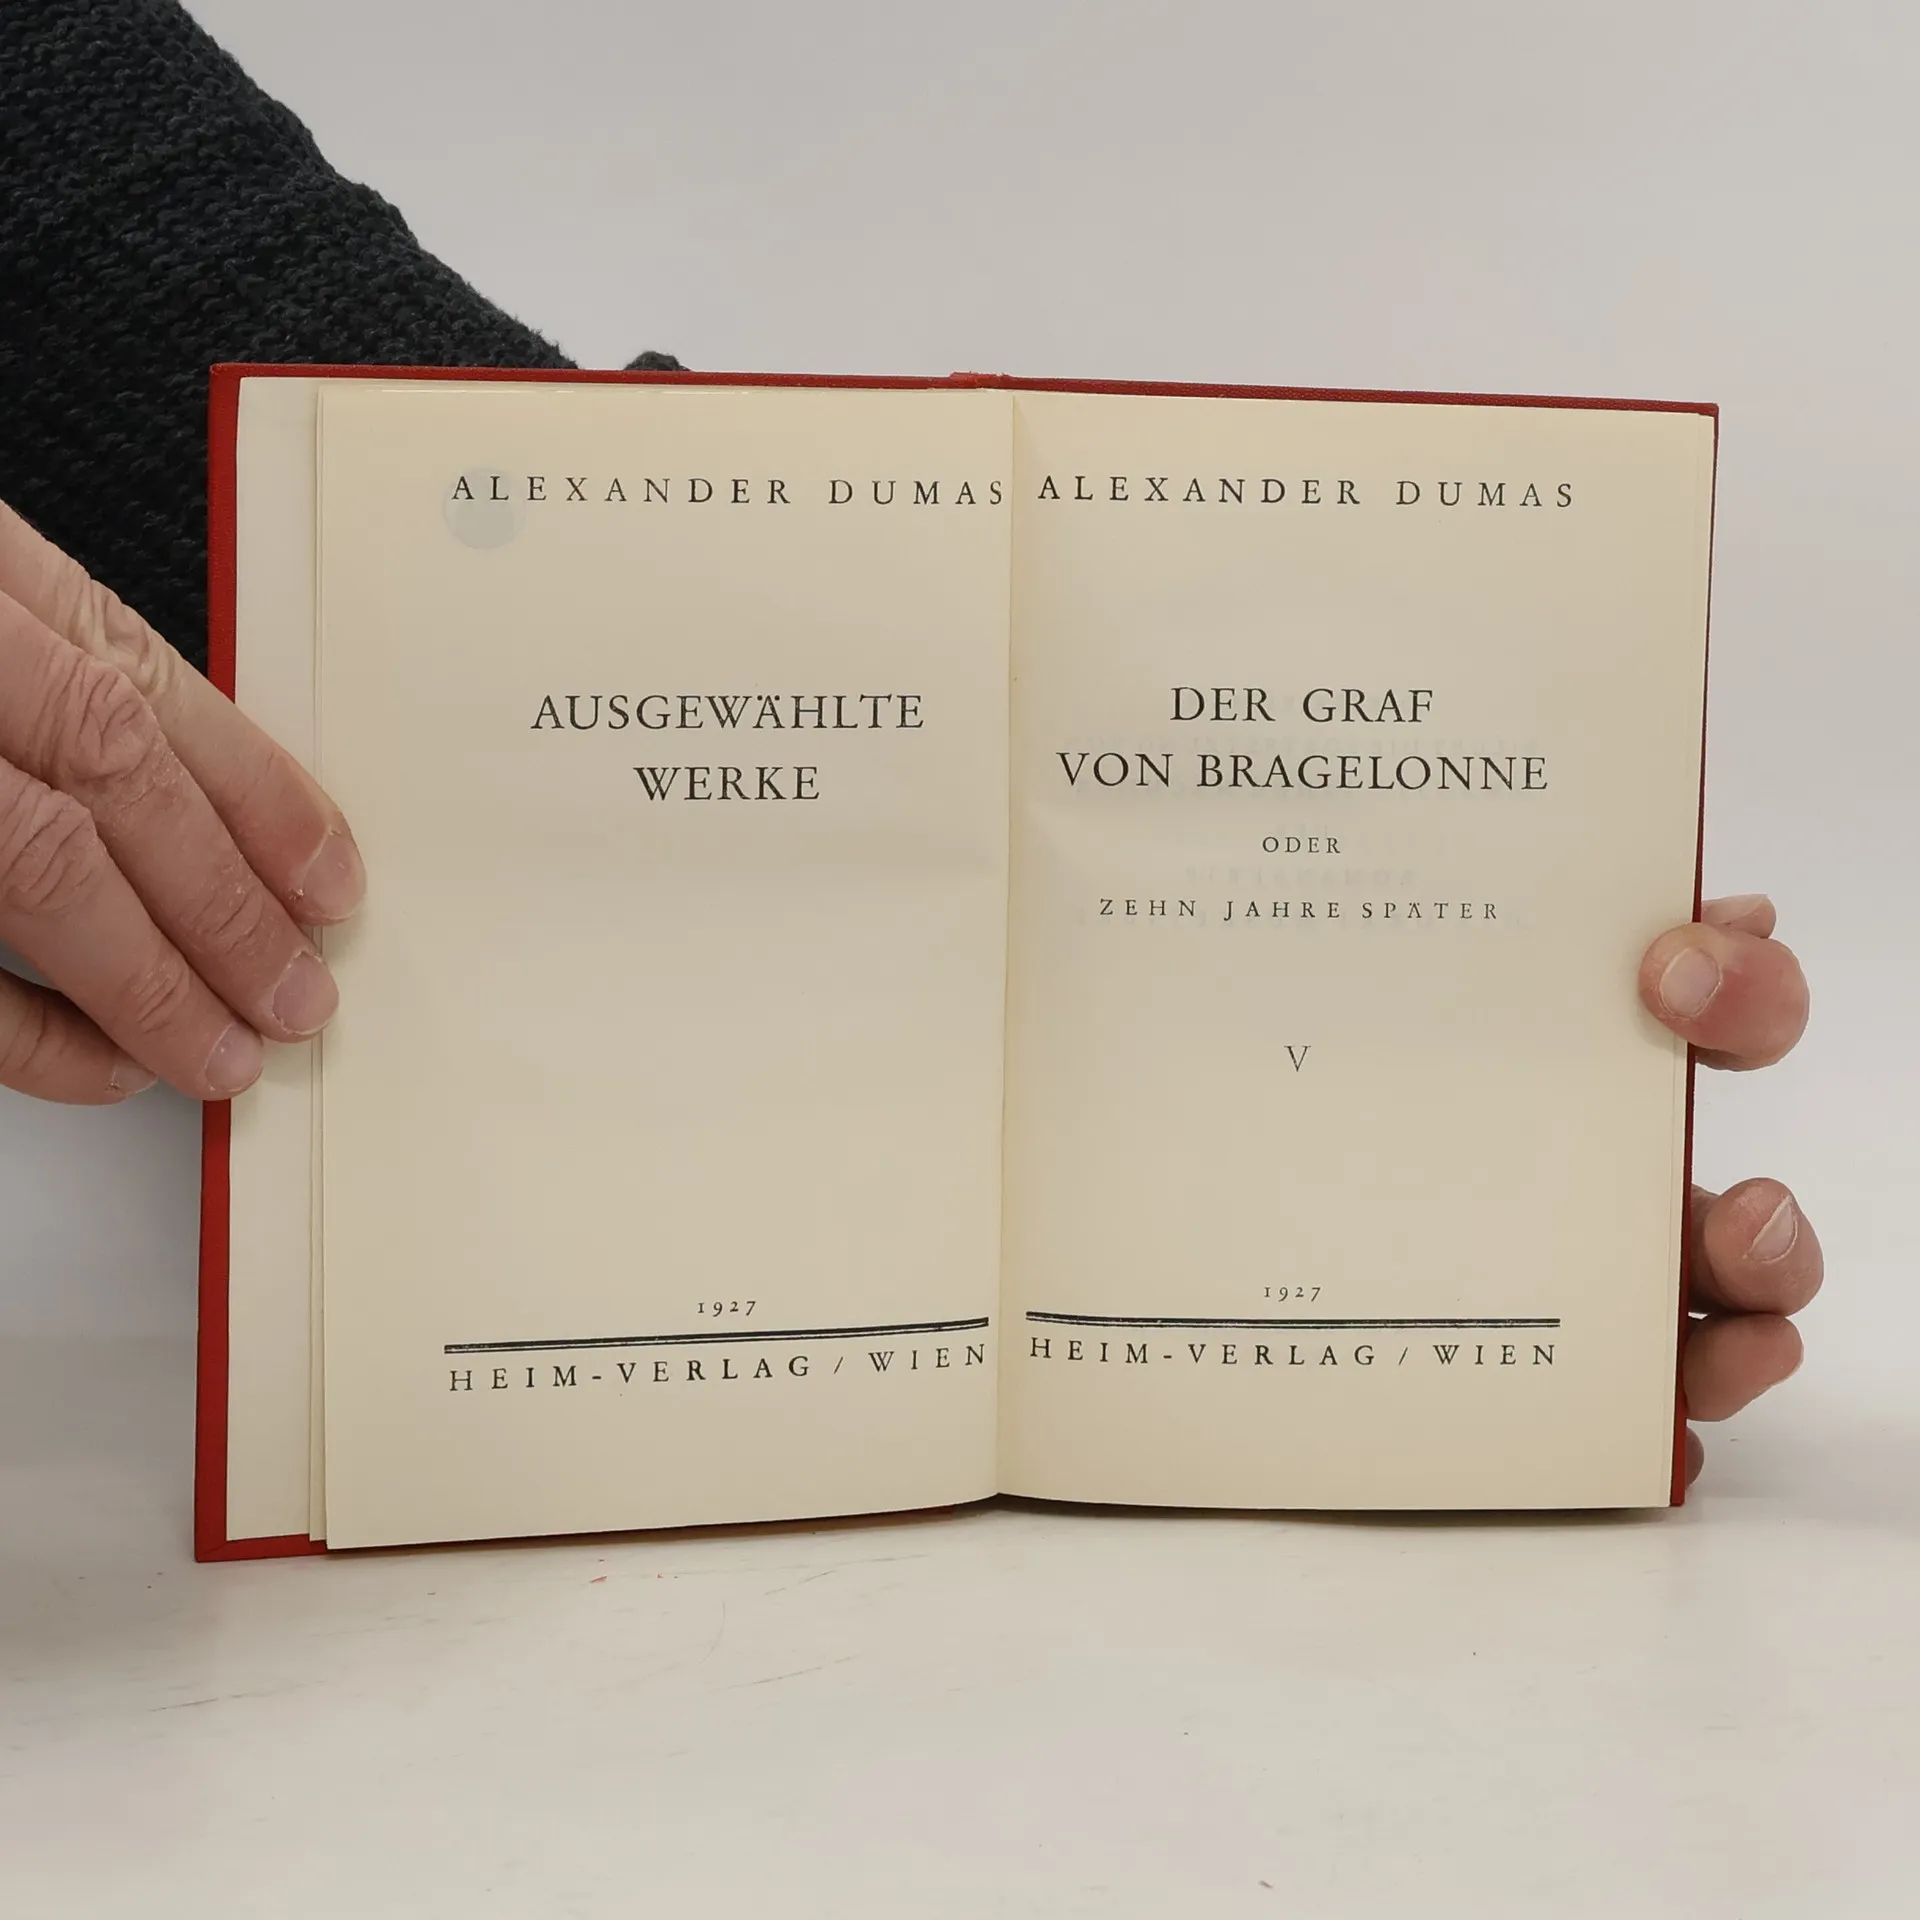 ALEXANDER DUMAS
AUSGEWÄHLTE
WERKE
1927
HEIM-VERLAG / WIEN
ALEXANDER DUMAS
DER GRAF
VON BRAGELONNE
ODER
ZEHN JAHRE SPÄTER
V
1927
HEIM-VERLAG / WIEN